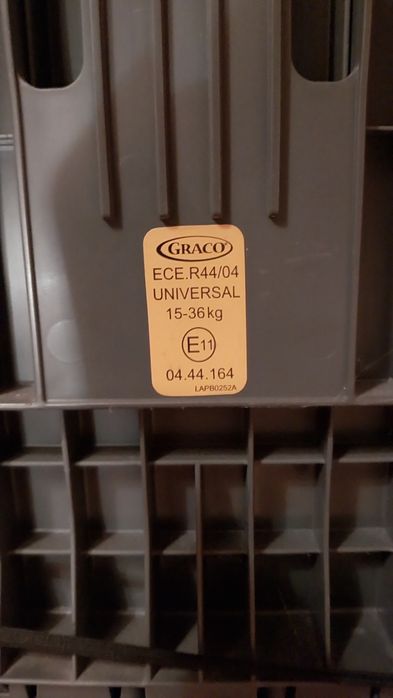 GRACO
ECE.R44/04
UNIVERSAL
15-36kg
E11
04.44.164
LAPB0252A